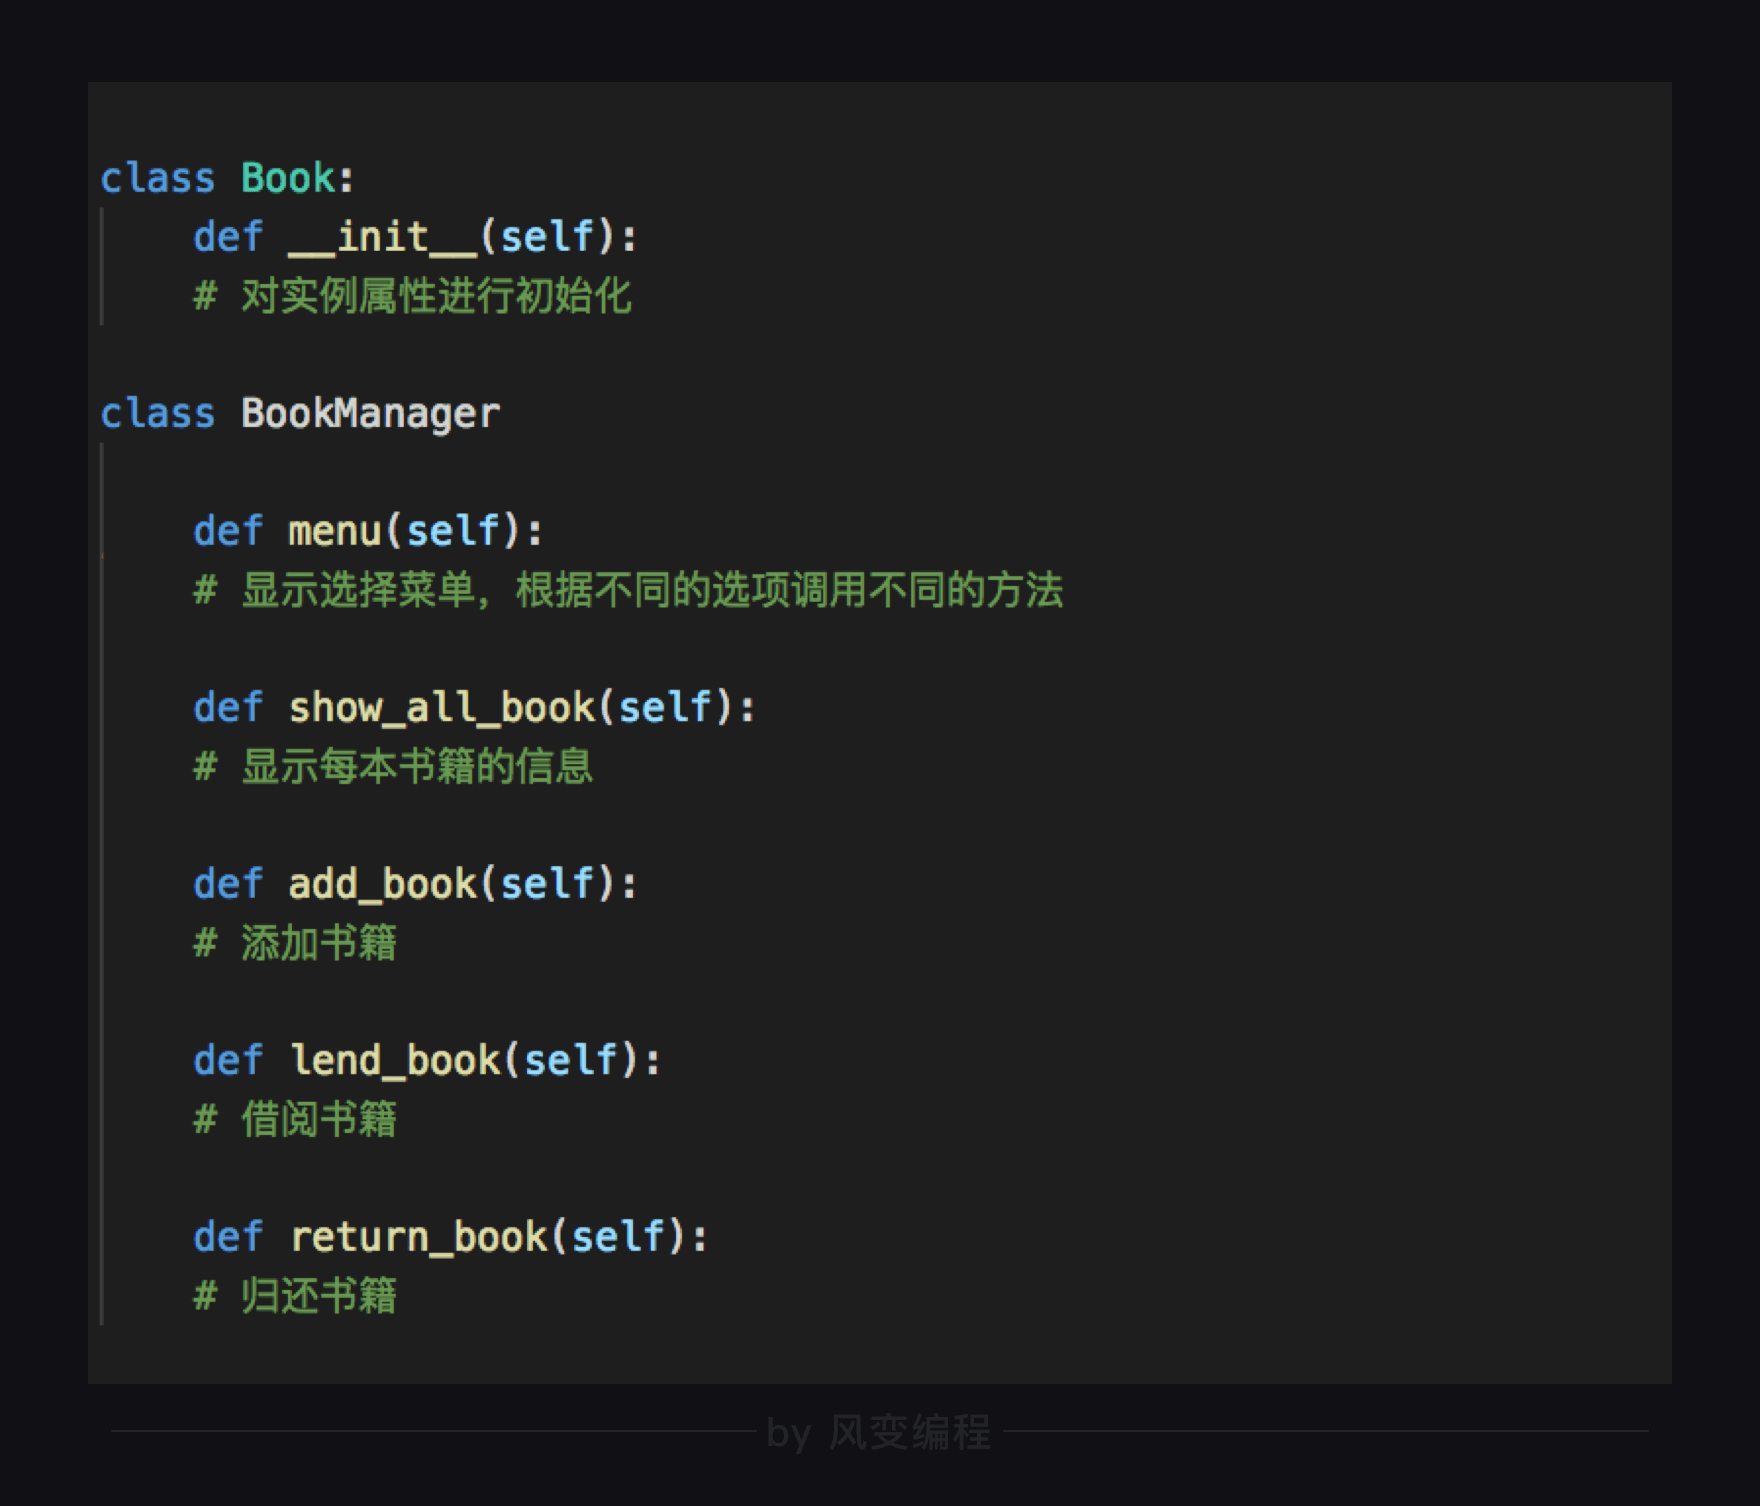 class Book:
    def __init__(self):
    # 对实例属性进行初始化
class BookManager
    def menu(self):
    # 显示选择菜单，根据不同的选项调用不同的方法
    def show_all_book(self):
    # 显示每本书籍的信息
    def add_book(self):
    # 添加书籍
    def lend_book(self):
    # 借阅书籍
    def return_book(self):
    # 归还书籍
by 风变编程